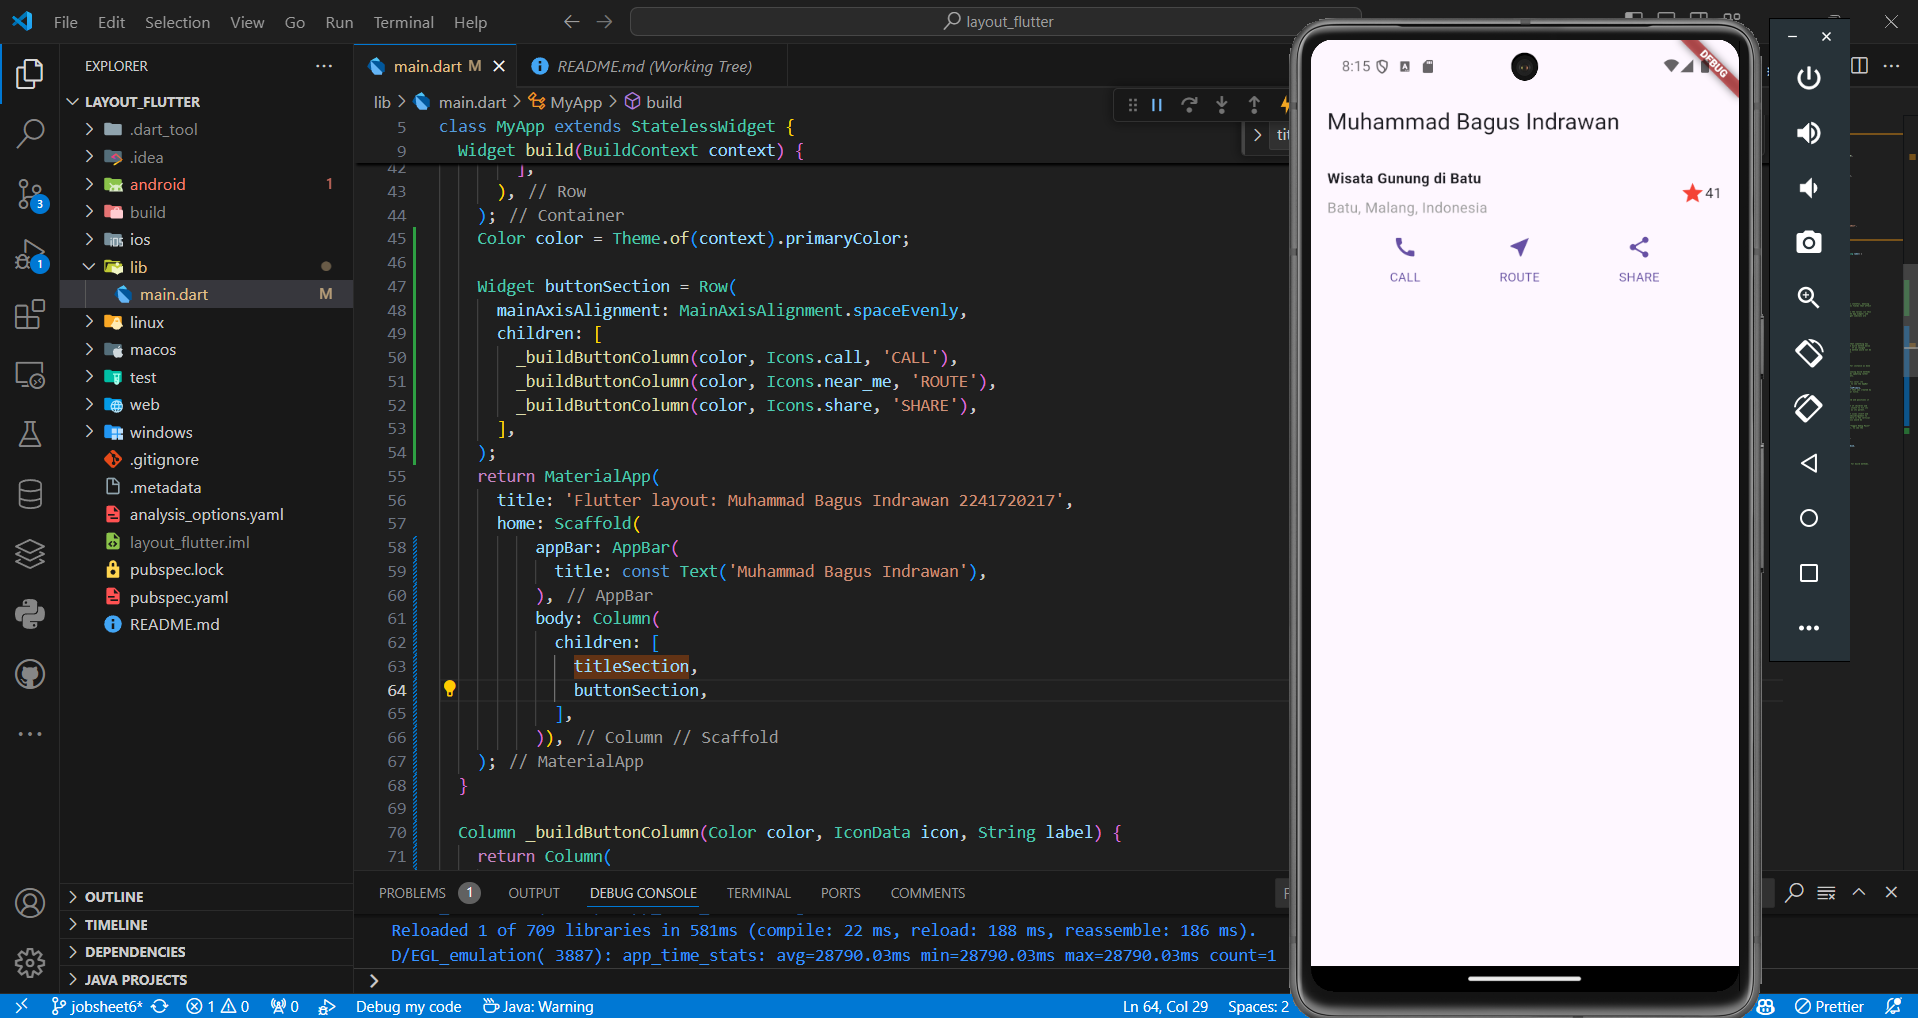 File Edit Selection View Go Run Terminal Help
layout_flutter
EXPLORER
LAYOUT_FLUTTER
.dart_tool
.idea
android 1
build
ios
lib
main.dart M
linux
macos
test
web
windows
.gitignore
.metadata
analysis_options.yaml
layout_flutter.iml
pubspec.lock
pubspec.yaml
README.md
OUTLINE
TIMELINE
DEPENDENCIES
JAVA PROJECTS
3
1
main.dart M
README.md (Working Tree)
lib > main.dart > MyApp > build
5 class MyApp extends StatelessWidget {
9 Widget build(BuildContext context) {
42 ],
43 ), // Row
44 ); // Container
45 Color color = Theme.of(context).primaryColor;
46
47 Widget buttonSection = Row(
48 mainAxisAlignment: MainAxisAlignment.spaceEvenly,
49 children: [
50 _buildButtonColumn(color, Icons.call, 'CALL'),
51 _buildButtonColumn(color, Icons.near_me, 'ROUTE'),
52 _buildButtonColumn(color, Icons.share, 'SHARE'),
53 ],
54 );
55 return MaterialApp(
56 title: 'Flutter layout: Muhammad Bagus Indrawan 2241720217',
57 home: Scaffold(
58 appBar: AppBar(
59 title: const Text('Muhammad Bagus Indrawan'),
60 ), // AppBar
61 body: Column(
62 children: [
63 titleSection,
64 buttonSection,
65 ],
66 )), // Column // Scaffold
67 ); // MaterialApp
68 }
69
70 Column _buildButtonColumn(Color color, IconData icon, String label) {
71 return Column(
PROBLEMS 1 OUTPUT DEBUG CONSOLE TERMINAL PORTS COMMENTS
Reloaded 1 of 709 libraries in 581ms (compile: 22 ms, reload: 188 ms, reassemble: 186 ms).
D/EGL_emulation( 3887): app_time_stats: avg=28790.03ms min=28790.03ms max=28790.03ms count=1
jobsheet6* 1 0 0 Debug my code Java: Warning Ln 64, Col 29 Spaces: 2 Prettier
8:15
DEBUG
Muhammad Bagus Indrawan
Wisata Gunung di Batu
Batu, Malang, Indonesia
41
CALL ROUTE SHARE